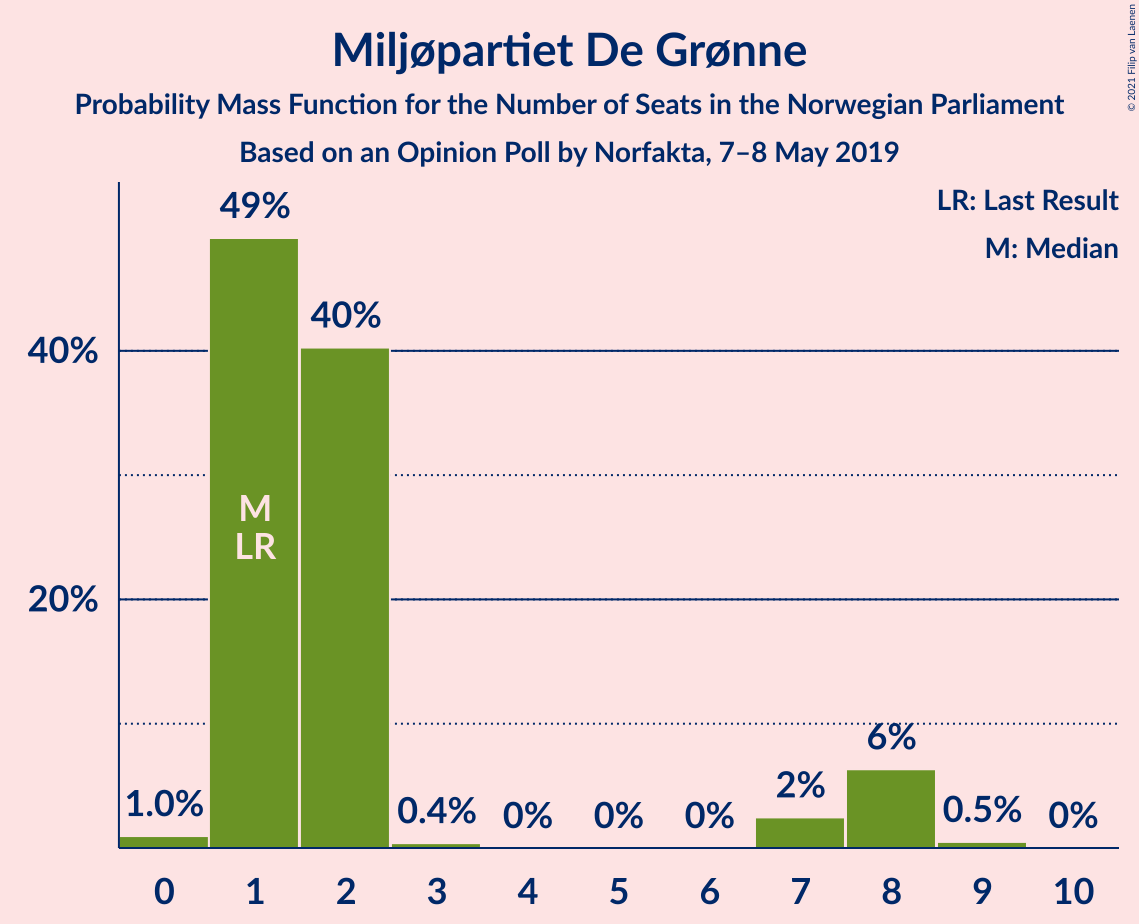 Miljøpartiet De Grønne
Probability Mass Function for the Number of Seats in the Norwegian Parliament
Based on an Opinion Poll by Norfakta, 7–8 May 2019
© 2021 Filip van Laenen
LR: Last Result
M: Median
49%
40%
40%
M
LR
20%
6%
2%
1.0%
0.4%
0%
0%
0%
0.5%
0%
0 1 2 3 4 5 6 7 8 9 10